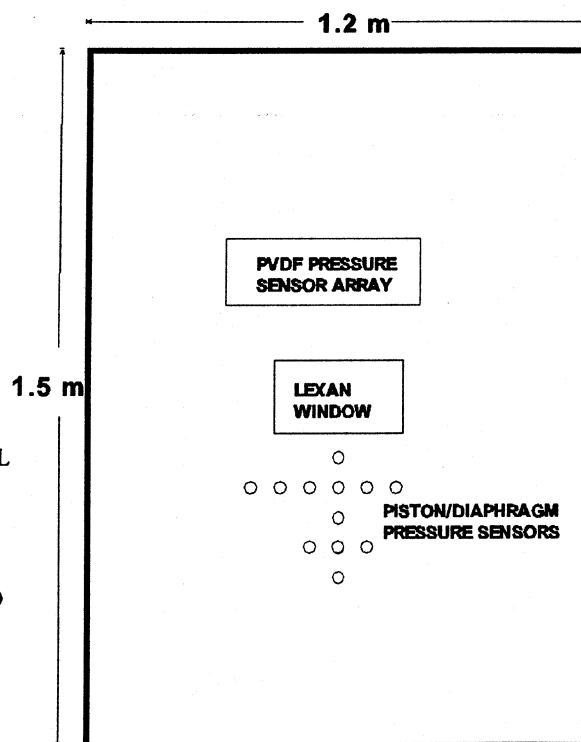 1.2 m
PVDF PRESSURE
SENSOR ARRAY
1.5 m
LEXAN
WINDOW
L
PISTON/DIAPHRAGM
PRESSURE SENSORS
)